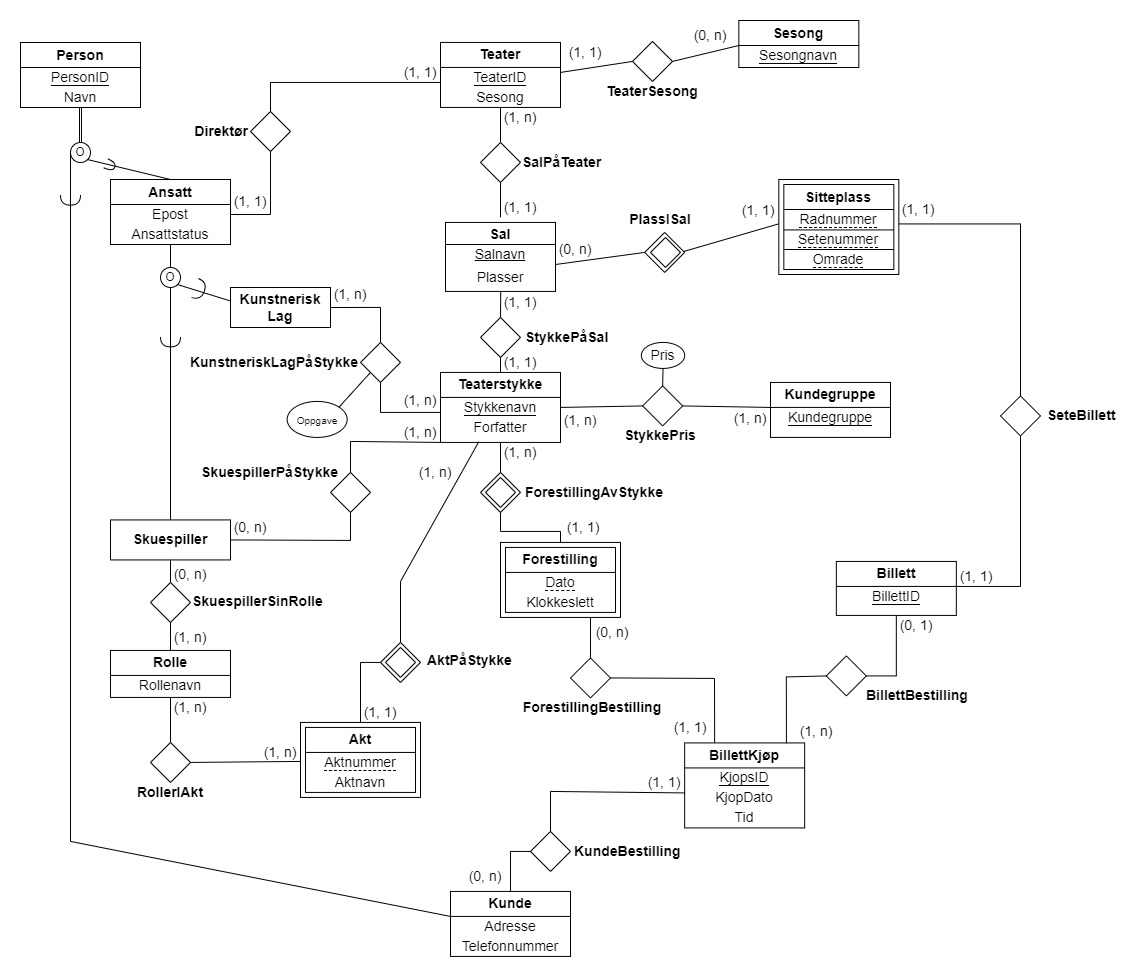 Sesong
Sesongnavn
(0, n)
TeaterSesong
(1, 1)
Teater
TeaterID
Sesong
Person
PersonID
Navn
O
(1, 1)
Direktør
(1, 1)
Ansatt
Epost
Ansattstatus
(1, n)
SalPåTeater
(1, 1)
Sal
Salnavn
Plasser
(0, n)
PlassISal
(1, 1)
Sitteplass
Radnummer
Setenummer
Omrade
(1, 1)
O
(1, n)
Kunstnerisk
Lag
(1, 1)
StykkePåSal
(1, 1)
KunstneriskLagPåStykke
Oppgave
(1, n)
Teaterstykke
Stykkenavn
Forfatter
(1, n)
Pris
StykkePris
(1, n)
Kundegruppe
Kundegruppe
SeteBillett
(1, n)
SkuespillerPåStykke
(1, n)
(1, n)
ForestillingAvStykke
(0, n)
Skuespiller
(1, 1)
Forestilling
Dato
Klokkeslett
Billett
BillettID
(1, 1)
(0, n)
SkuespillerSinRolle
(1, n)
(0, n)
(0, 1)
Rolle
Rollenavn
AktPåStykke
BillettBestilling
(1, n)
ForestillingBestilling
(1, 1)
(1, 1)
(1, n)
Akt
Aktnummer
Aktnavn
(1, n)
RollerIAkt
BillettKjøp
KjopsID
KjopDato
Tid
(1, 1)
KundeBestilling
(0, n)
Kunde
Adresse
Telefonnummer